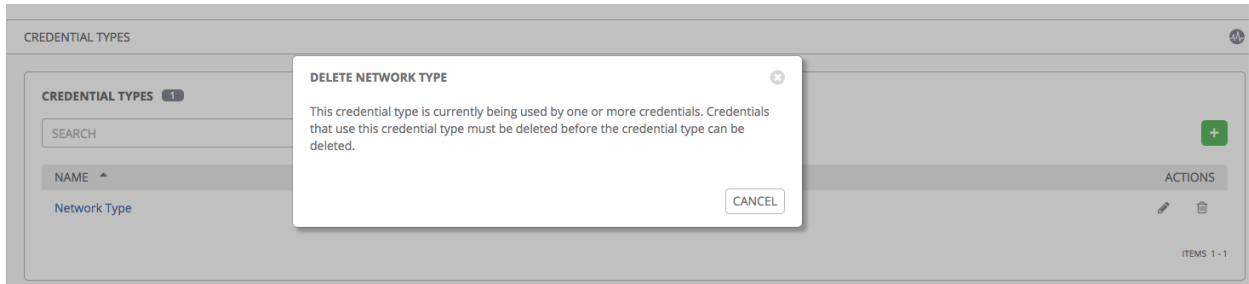 CREDENTIAL TYPES
DELETE NETWORK TYPE
This credential type is currently being used by one or more credentials. Credentials
that use this credential type must be deleted before the credential type can be
deleted.
CANCEL
CREDENTIAL TYPES 1
SEARCH
NAME ACTIONS
Network Type
ITEMS 1 - 1